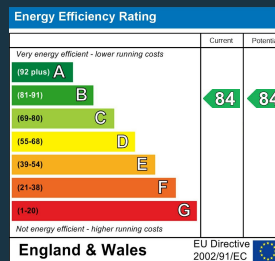 Energy Efficiency Rating
Current
Very energy efficient - lower running costs
(92 plus) A
(81-91) B
84
84
(69-80) C
(55-68) D
(39-54) E
(21-38) F
(1-20) G
Not energy efficient - higher running costs
England & Wales
EU Directive
2002/91/EC